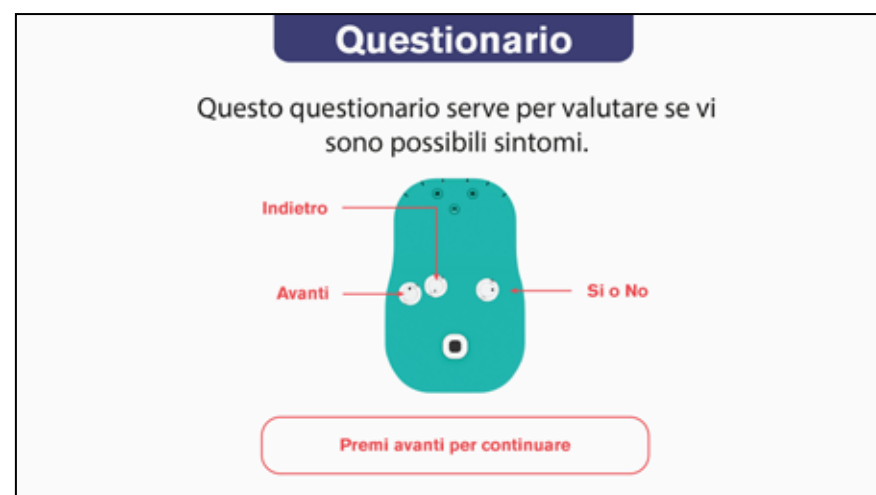 Questionario
Questo questionario serve per valutare se vi
sono possibili sintomi.
Indietro
Avanti
Si o No
Premi avanti per continuare